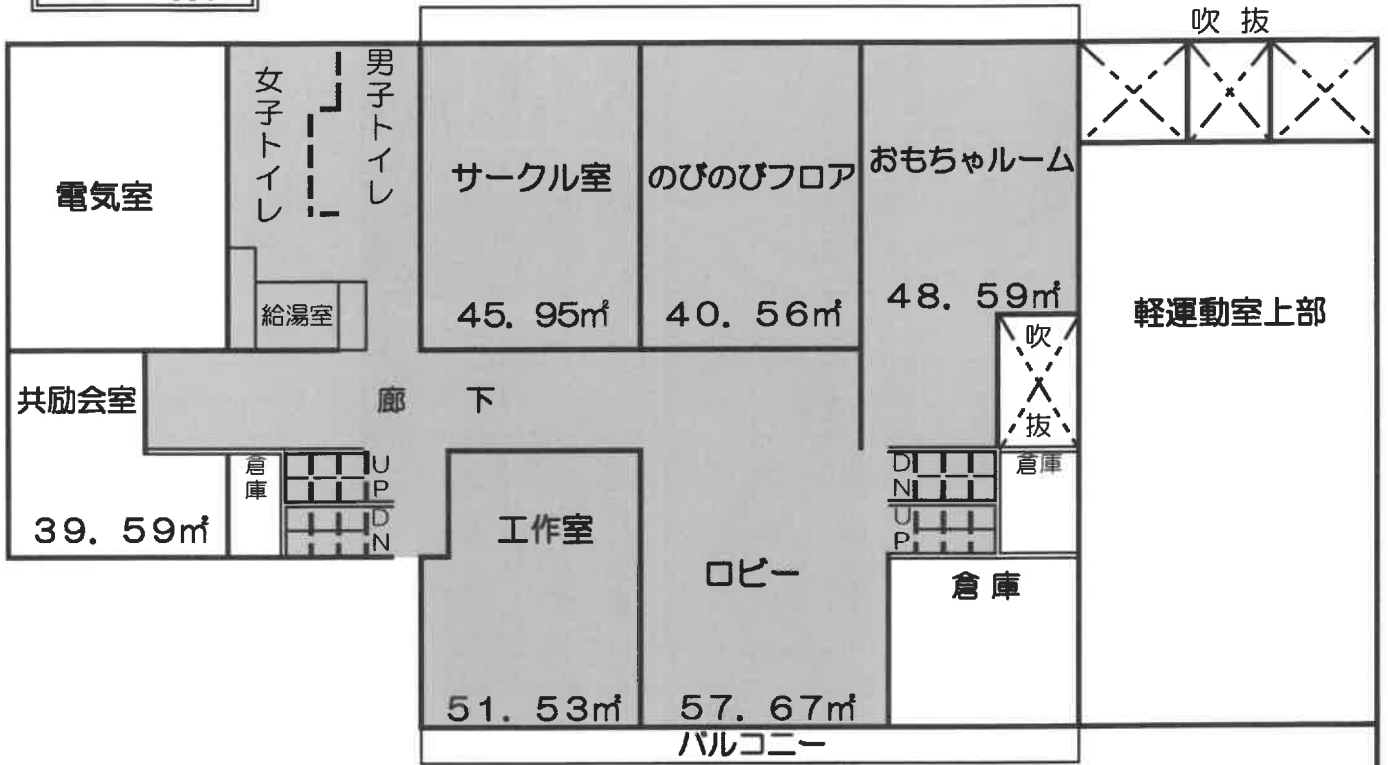 吹抜
女子トイレ
男子トイレ
電気室
サークル室
のびのびフロア
おもちゃルーム
45.95㎡
40.56㎡
48.59㎡
給湯室
軽運動室上部
吹抜
共励会室
廊下
倉庫
UP
DN
39.59㎡
工作室
ロビー
DN
UP
倉庫
倉庫
51.53㎡
57.67㎡
バルコニー